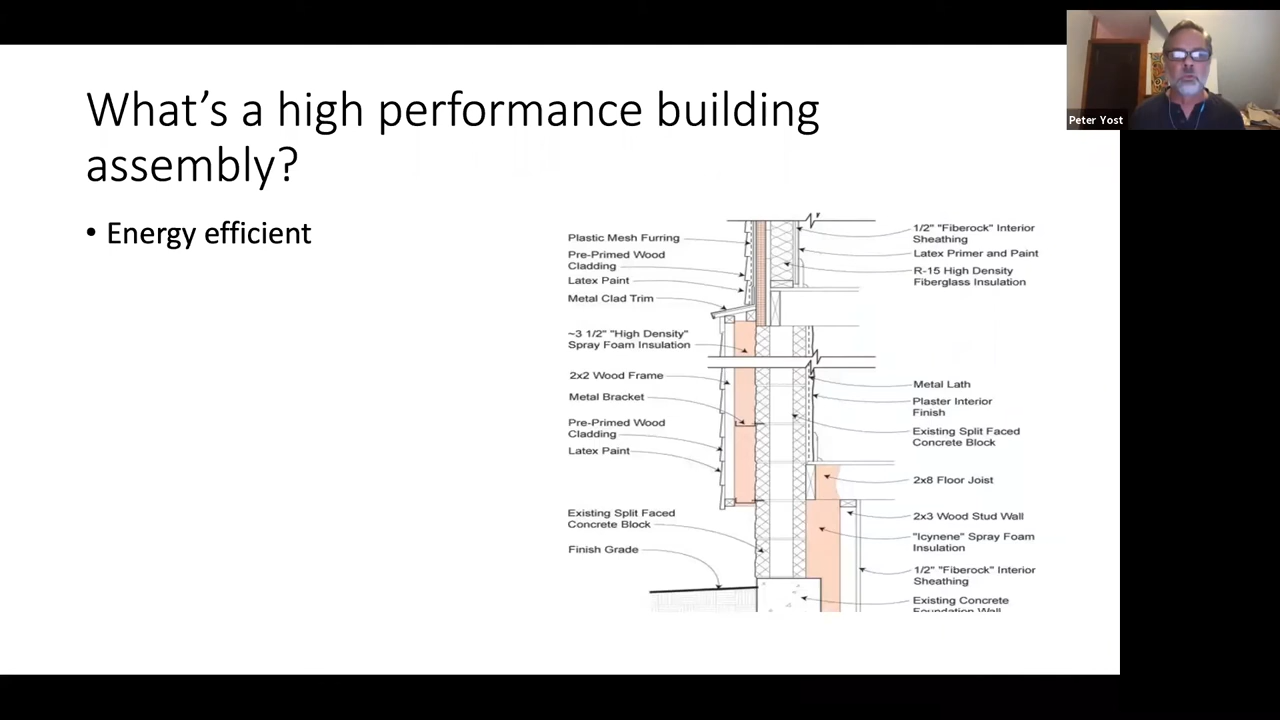 What's a high performance building
assembly?
• Energy efficient
Plastic Mesh Furring
Pre-Primed Wood
Cladding
Latex Paint
Metal Clad Trim
~3 1/2" "High Density"
Spray Foam Insulation
2x2 Wood Frame
Metal Bracket
Pre-Primed Wood
Cladding
Latex Paint
Existing Split Faced
Concrete Block
Finish Grade
1/2" "Fiberock" Interior
Sheathing
Latex Primer and Paint
R-15 High Density
Fiberglass Insulation
Metal Lath
Plaster Interior
Finish
Existing Split Faced
Concrete Block
2x8 Floor Joist
2x3 Wood Stud Wall
"Icynene" Spray Foam
Insulation
1/2" "Fiberock" Interior
Sheathing
Existing Concrete
Foundation Wall
Peter Yost